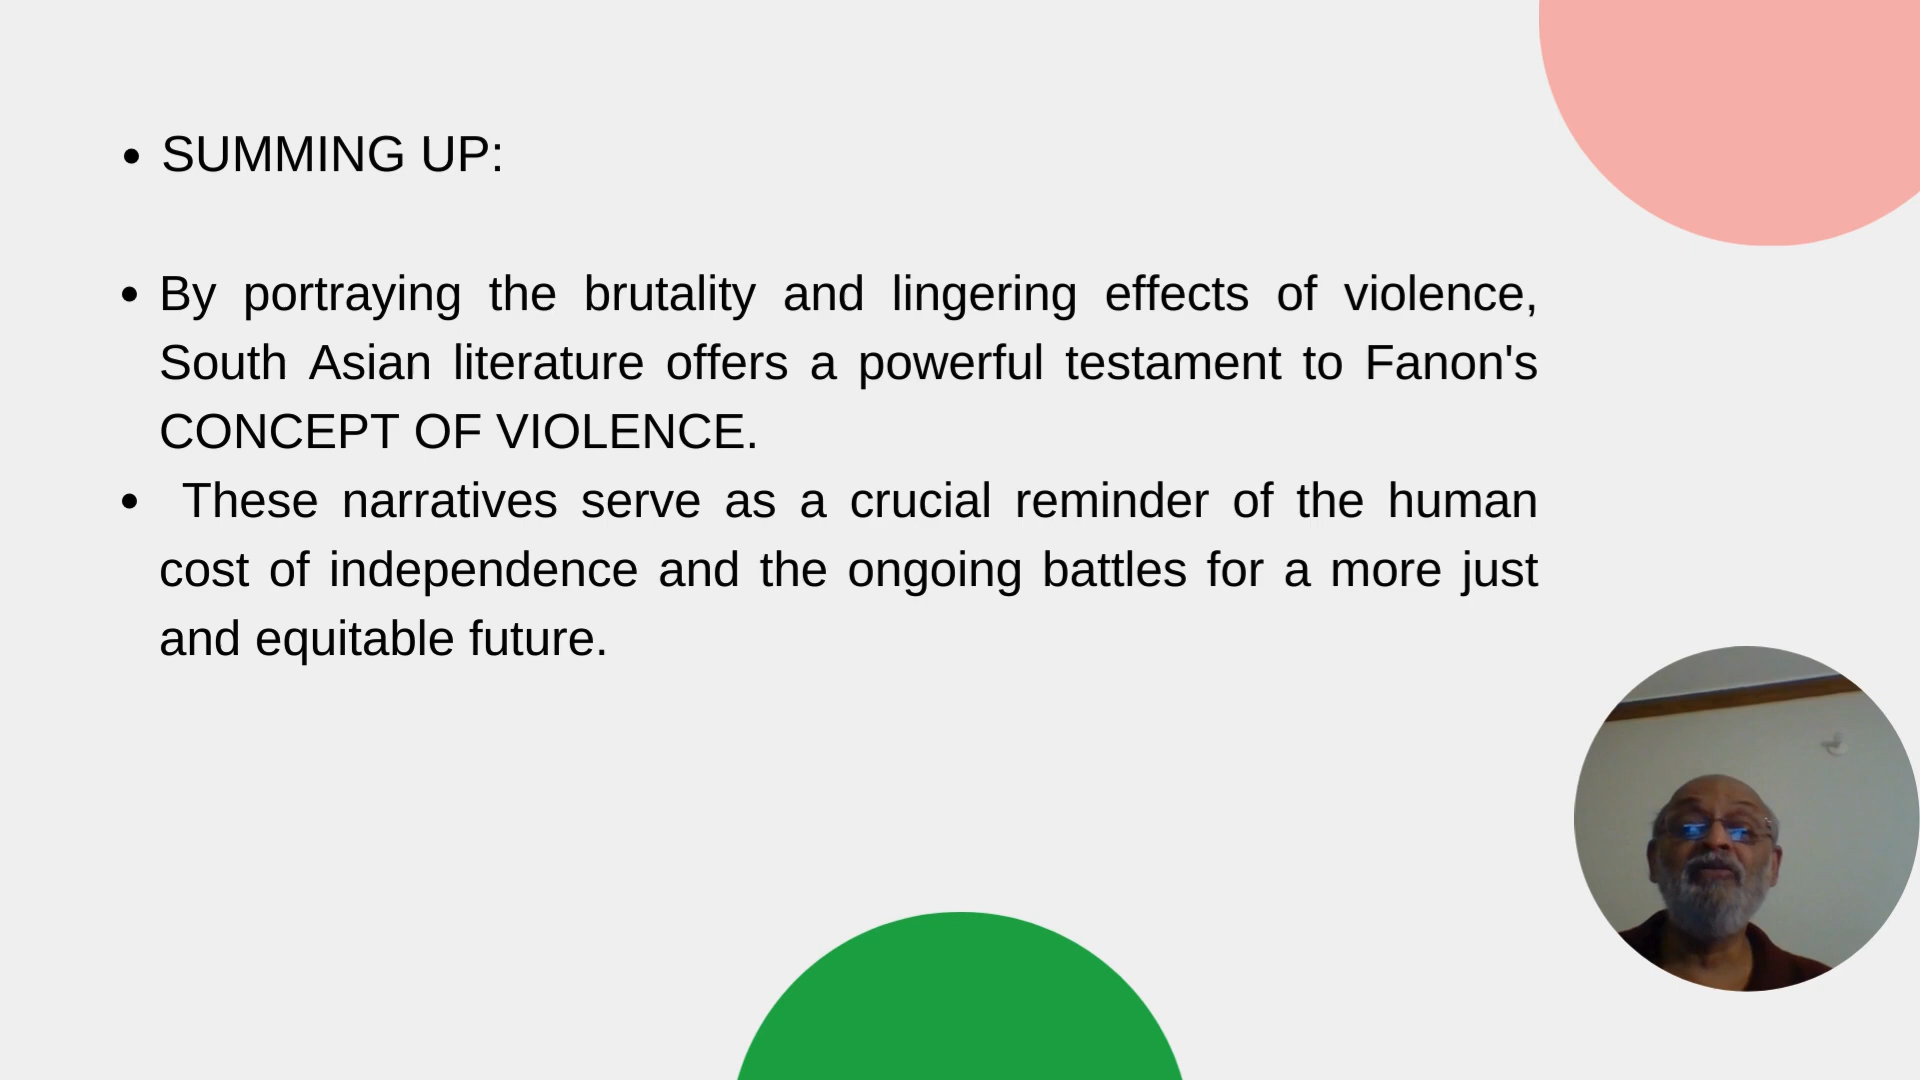 • SUMMING UP:
• By portraying the brutality and lingering effects of violence,
South Asian literature offers a powerful testament to Fanon's
CONCEPT OF VIOLENCE.
• These narratives serve as a crucial reminder of the human
cost of independence and the ongoing battles for a more just
and equitable future.